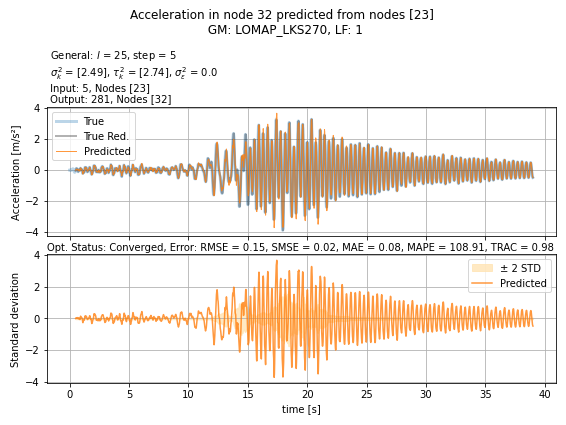 Acceleration in node 32 predicted from nodes [23]
GM: LOMAP_LKS270, LF: 1
General: l = 25, step = 5
σ²ₖ = [2.49], τ²ₖ = [2.74], σ²ε = 0.0
Input: 5, Nodes [23]
Output: 281, Nodes [32]
4
2
0
−2
−4
Acceleration [m/s²]
True
True Red.
Predicted
Opt. Status: Converged, Error: RMSE = 0.15, SMSE = 0.02, MAE = 0.08, MAPE = 108.91, TRAC = 0.98
4
2
0
−2
−4
Standard deviation
± 2 STD
Predicted
0 5 10 15 20 25 30 35 40
time [s]